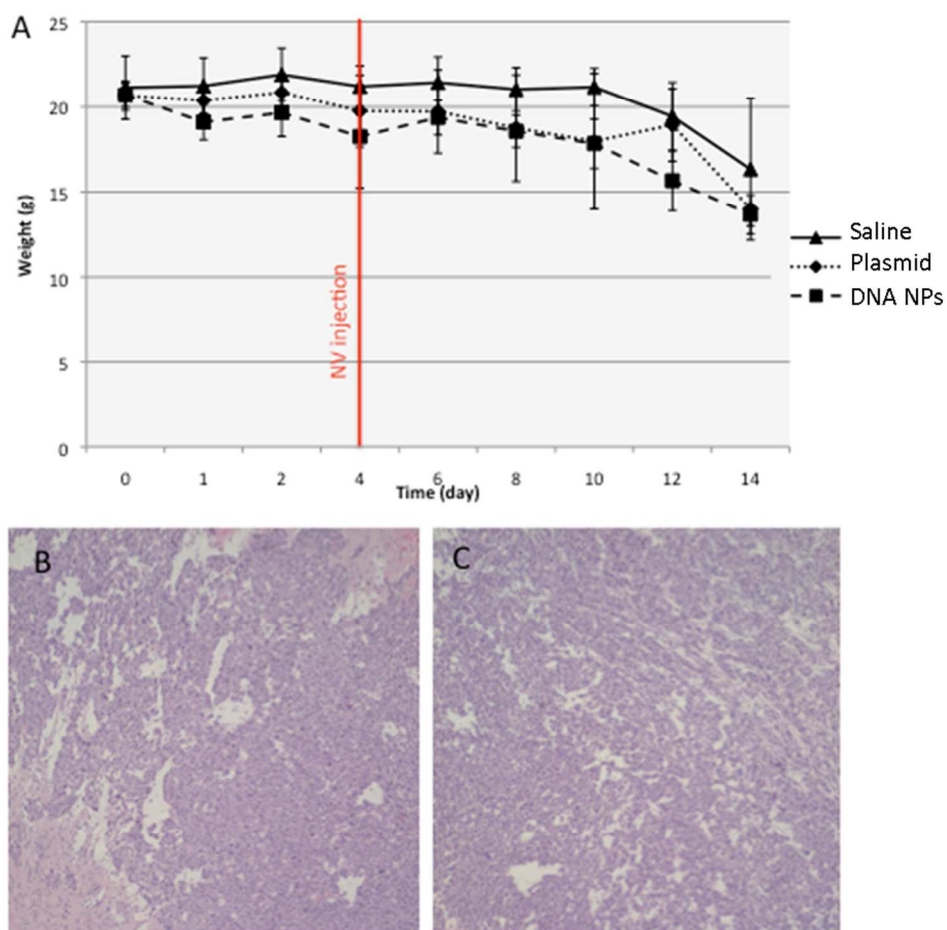 A
25
20
15
10
5
0
Weight (g)
NV injection
0 1 2 4 6 8 10 12 14
Time (day)
Saline
Plasmid
DNA NPs
B
C